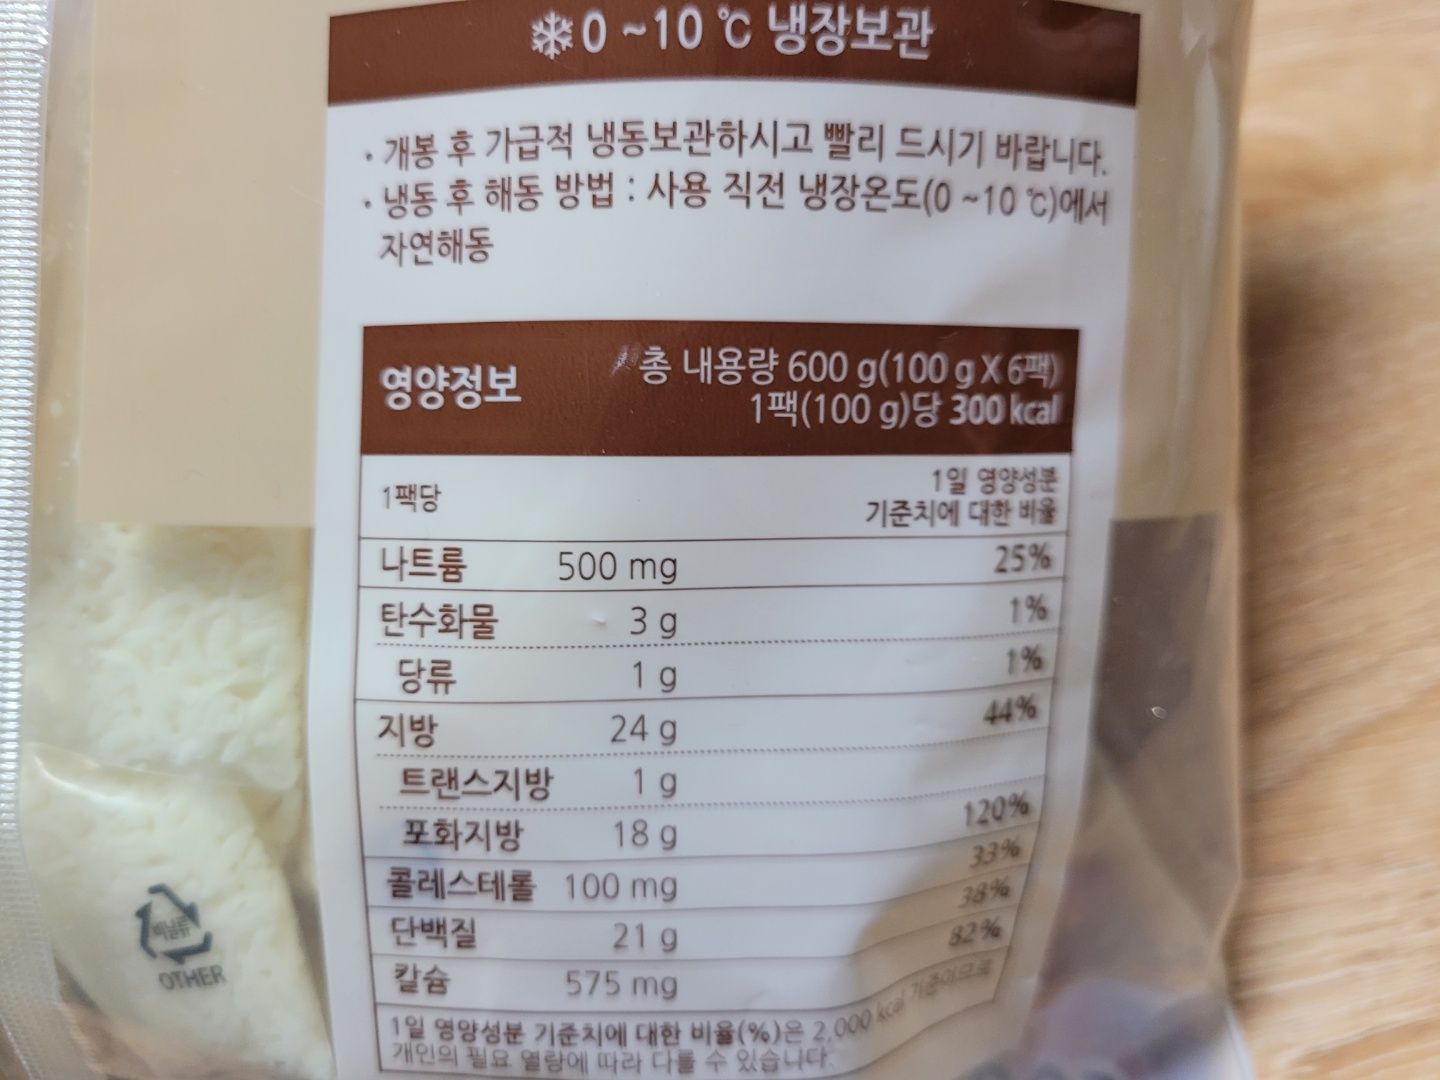 ❄0 ~10 ℃ 냉장보관
· 개봉 후 가급적 냉동보관하시고 빨리 드시기 바랍니다.
· 냉동 후 해동 방법 : 사용 직전 냉장온도(0 ~10 ℃)에서
자연해동
영양정보
총 내용량 600 g(100 g X 6팩)
1팩(100 g)당 300 kcal
1팩당
1일 영양성분
기준치에 대한 비율
나트륨 500 mg 25%
탄수화물 3 g 1%
당류 1 g 1%
지방 24 g 44%
트랜스지방 1 g
포화지방 18 g 120%
콜레스테롤 100 mg 33%
단백질 21 g 38%
칼슘 575 mg 82%
1일 영양성분 기준치에 대한 비율(%)은 2,000 kcal 기준이므로
개인의 필요 열량에 따라 다를 수 있습니다.
비닐류
OTHER